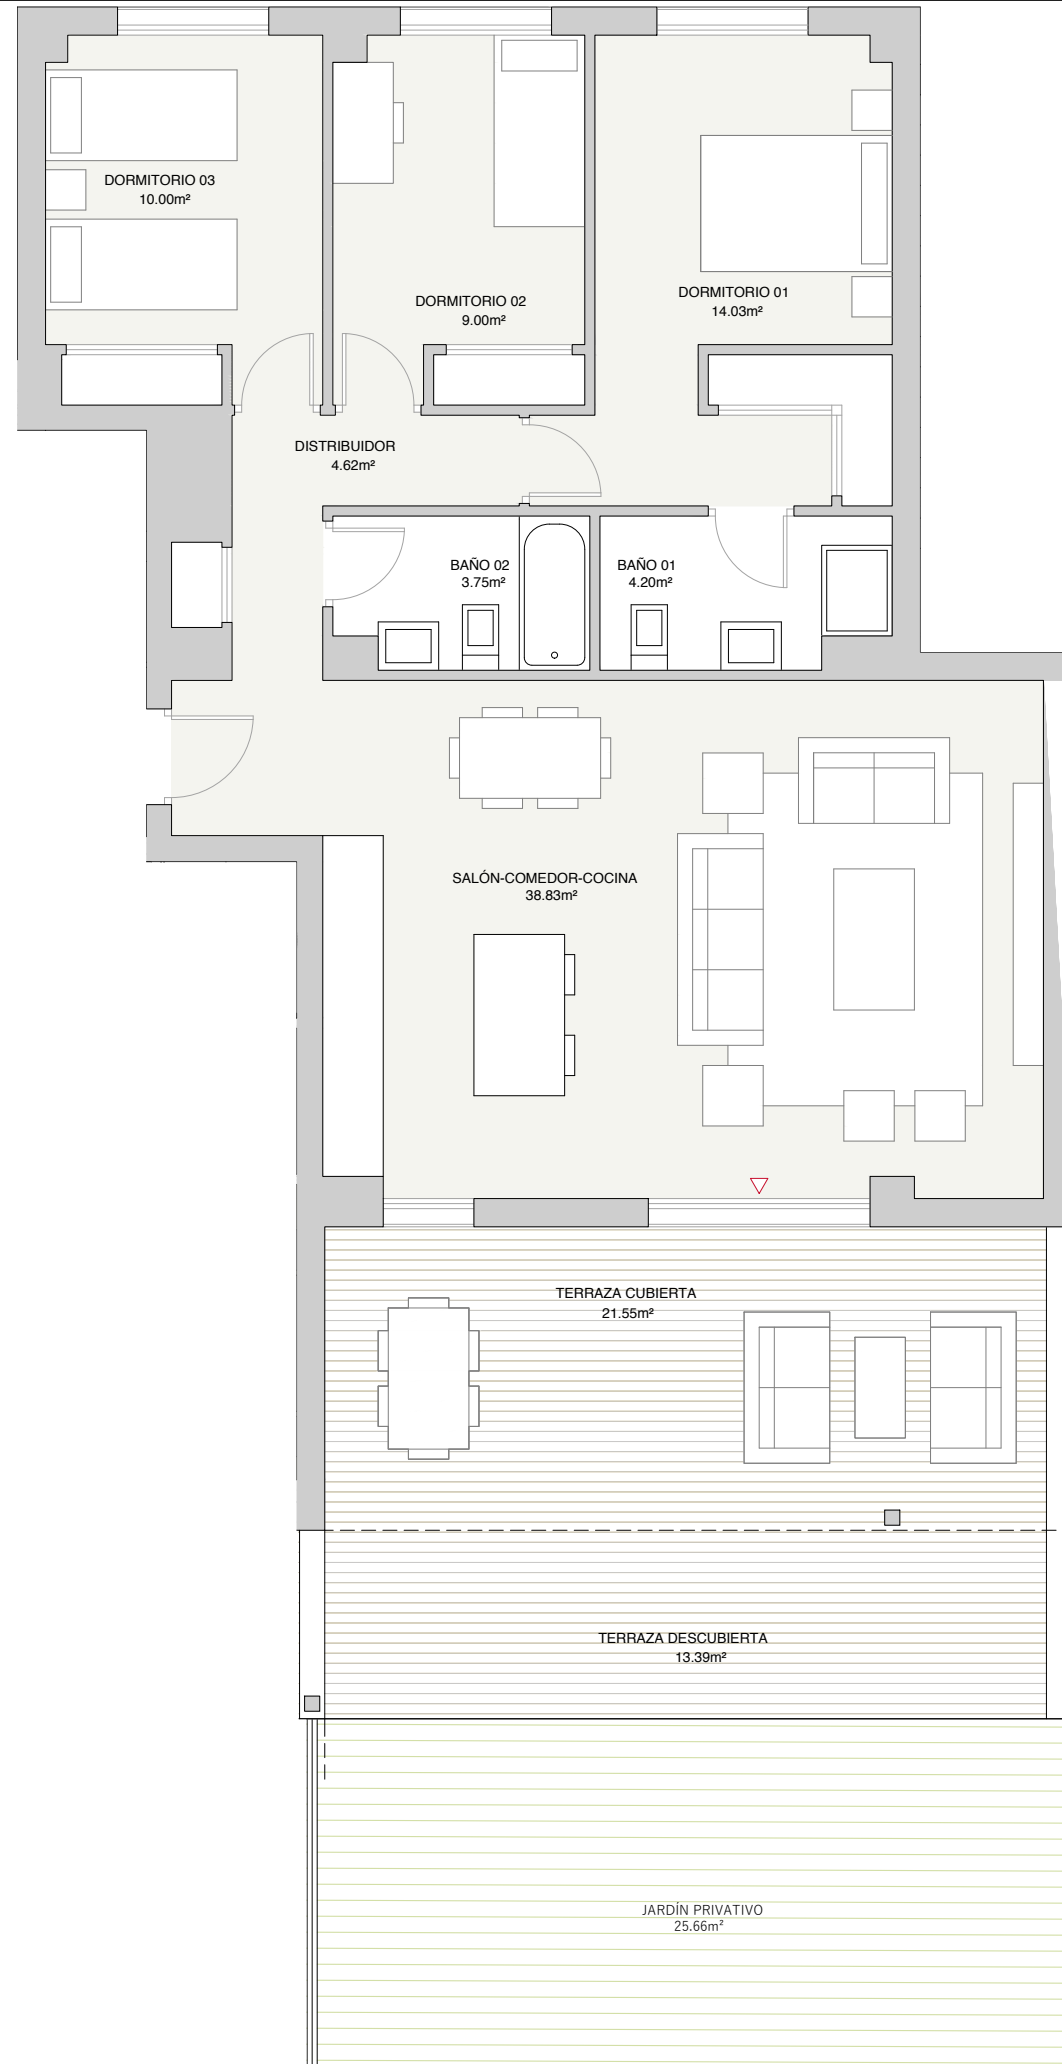 DORMITORIO 03
10.00m²
DORMITORIO 02
9.00m²
DORMITORIO 01
14.03m²
DISTRIBUIDOR
4.62m²
BAÑO 02
3.75m²
BAÑO 01
4.20m²
SALÓN-COMEDOR-COCINA
38.83m²
TERRAZA CUBIERTA
21.55m²
TERRAZA DESCUBIERTA
13.39m²
JARDÍN PRIVATIVO
25.66m²